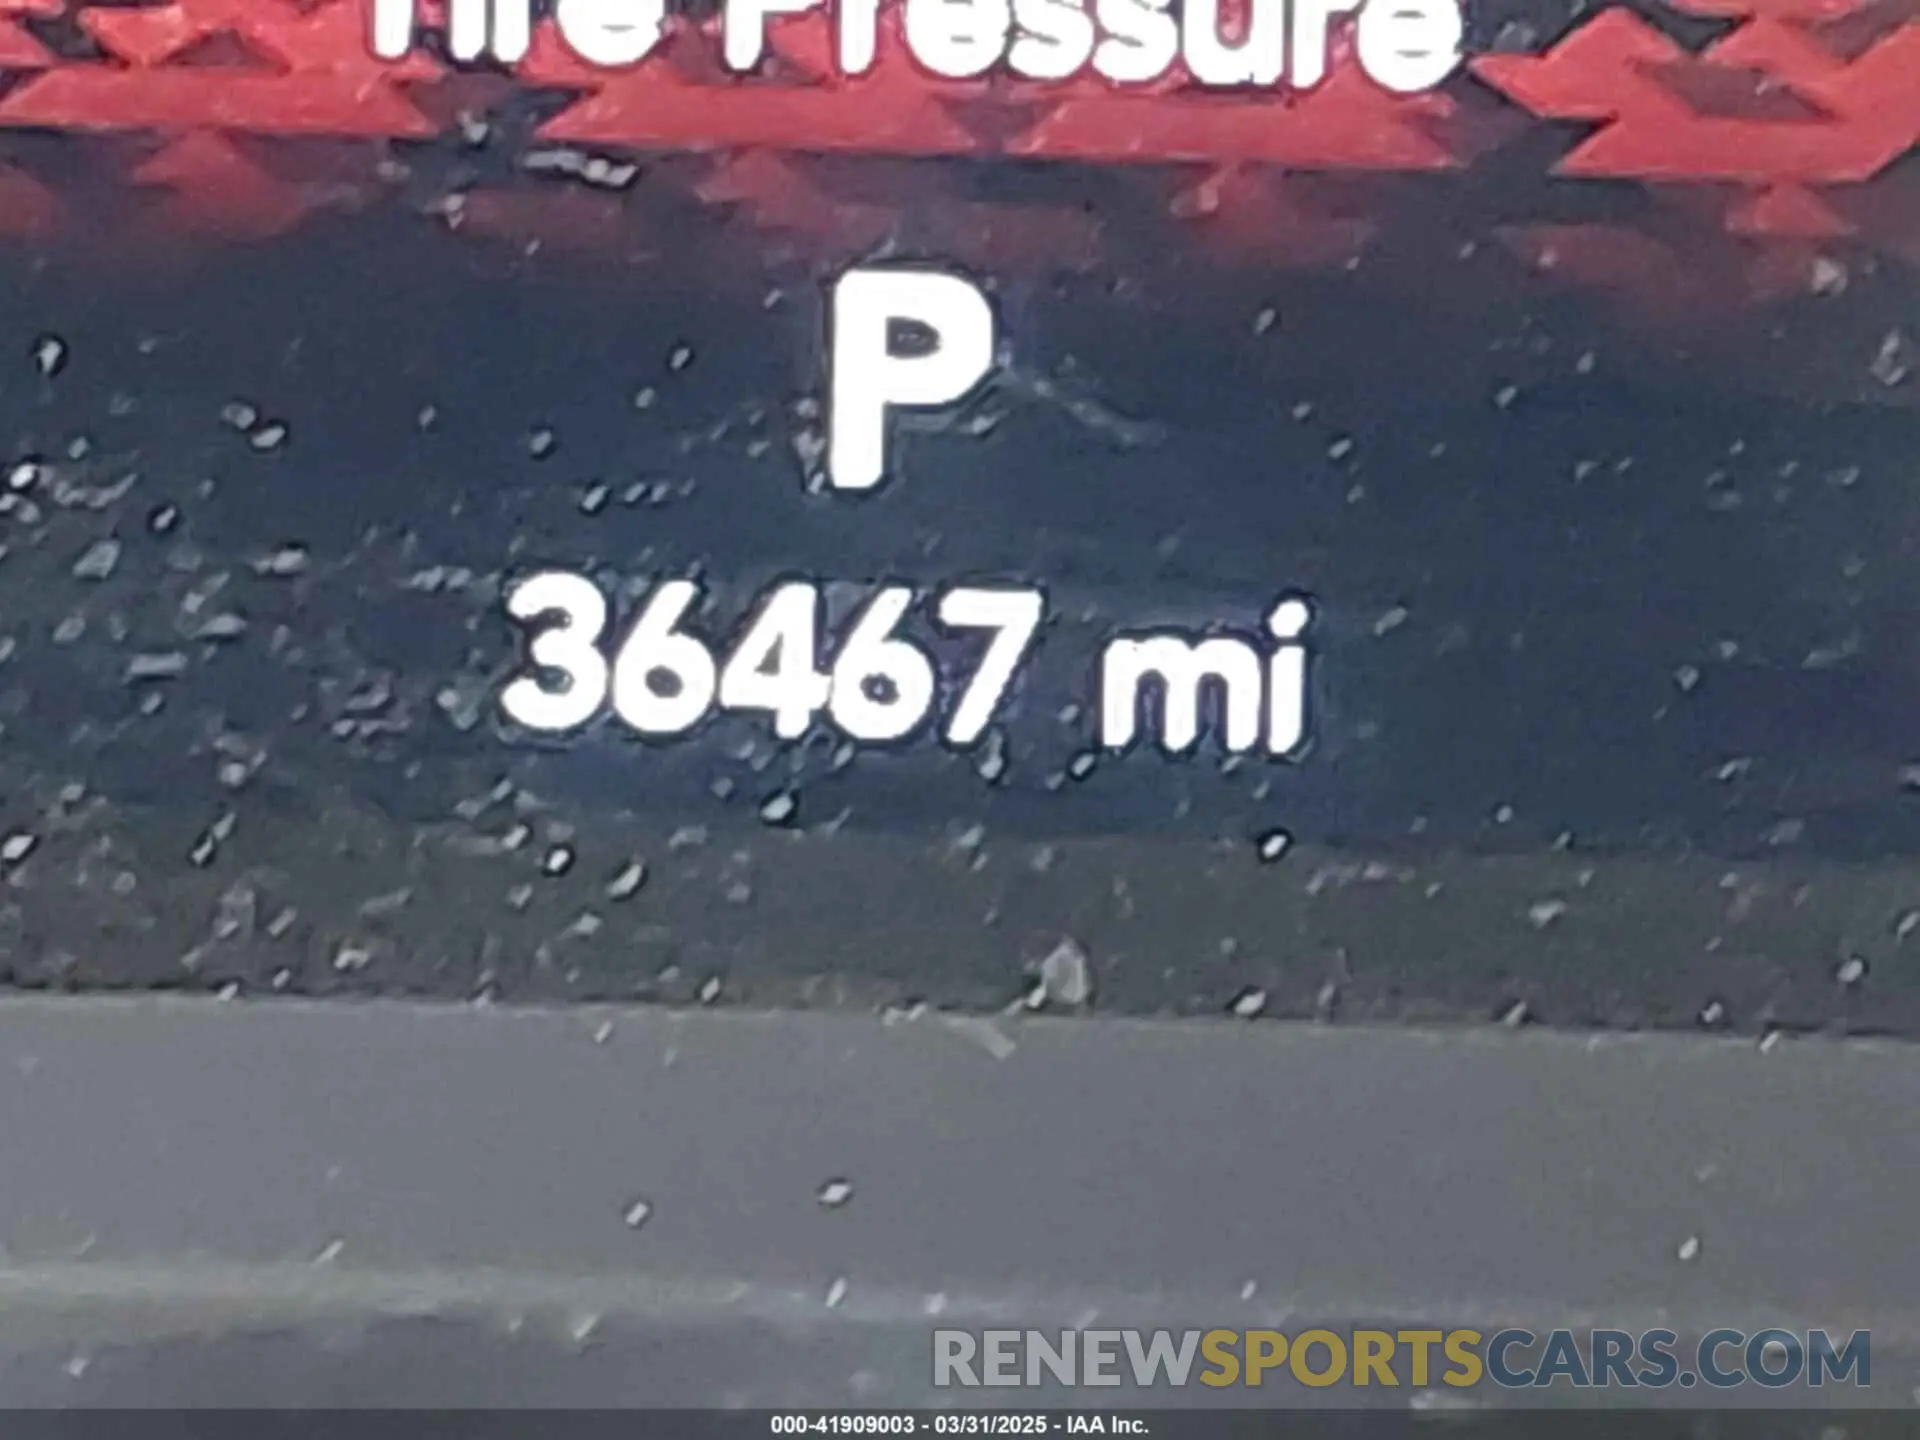 Tire Pressure
P
36467 mi
RENEWSPORTSCARS.COM
000-41909003 - 03/31/2025 - IAA Inc.